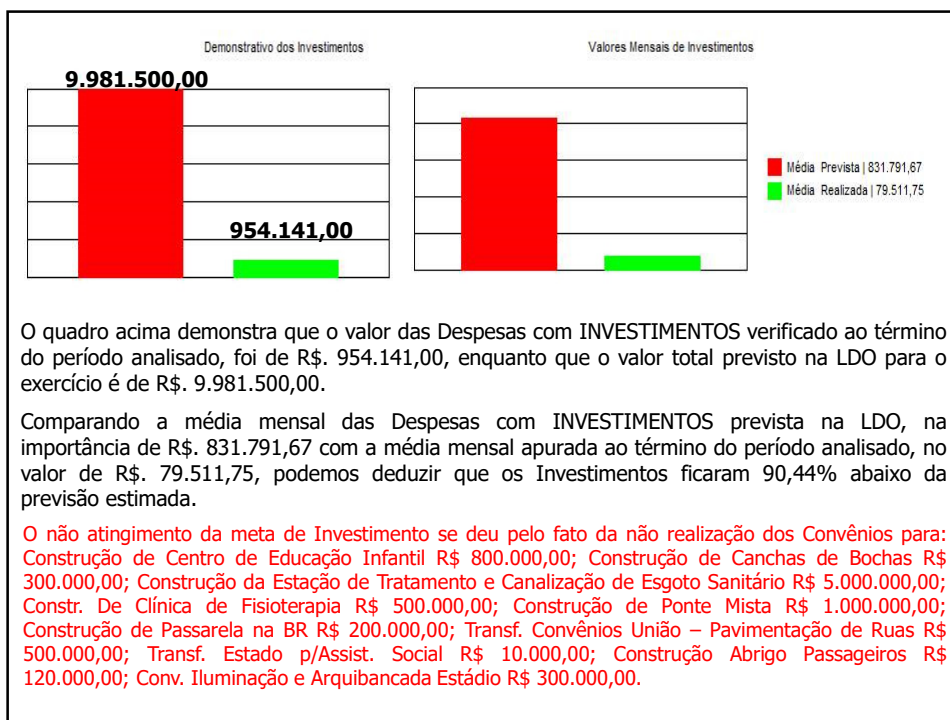 Demonstrativo dos Investimentos
Valores Mensais de Investimentos
9.981.500,00
954.141,00
Média Prevista | 831.791,67
Média Realizada | 79.511,75
O quadro acima demonstra que o valor das Despesas com INVESTIMENTOS verificado ao término
do período analisado, foi de R$. 954.141,00, enquanto que o valor total previsto na LDO para o
exercício é de R$. 9.981.500,00.
Comparando a média mensal das Despesas com INVESTIMENTOS prevista na LDO, na
importância de R$. 831.791,67 com a média mensal apurada ao término do período analisado, no
valor de R$. 79.511,75, podemos deduzir que os Investimentos ficaram 90,44% abaixo da
previsão estimada.
O não atingimento da meta de Investimento se deu pelo fato da não realização dos Convênios para:
Construção de Centro de Educação Infantil R$ 800.000,00; Construção de Canchas de Bochas R$
300.000,00; Construção da Estação de Tratamento e Canalização de Esgoto Sanitário R$ 5.000.000,00;
Constr. De Clínica de Fisioterapia R$ 500.000,00; Construção de Ponte Mista R$ 1.000.000,00;
Construção de Passarela na BR R$ 200.000,00; Transf. Convênios União – Pavimentação de Ruas R$
500.000,00; Transf. Estado p/Assist. Social R$ 10.000,00; Construção Abrigo Passageiros R$
120.000,00; Conv. Iluminação e Arquibancada Estádio R$ 300.000,00.